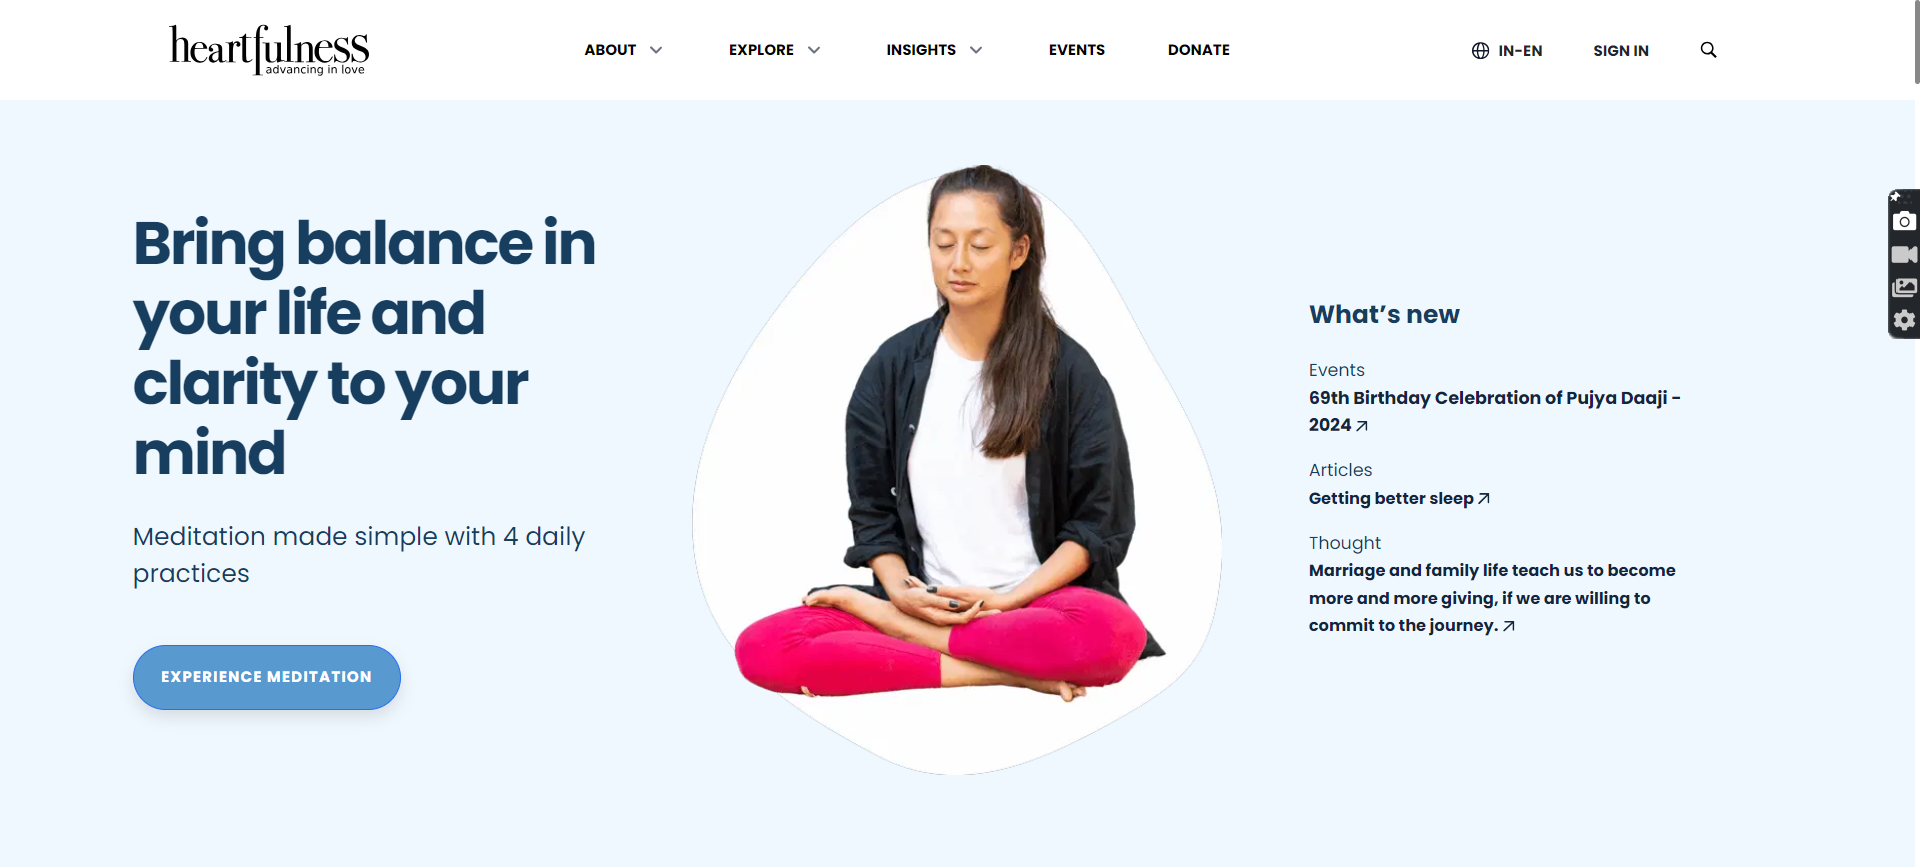 heartfulness
advancing in love
ABOUT
EXPLORE
INSIGHTS
EVENTS
DONATE
IN-EN
SIGN IN
Bring balance in
your life and
clarity to your
mind
Meditation made simple with 4 daily
practices
EXPERIENCE MEDITATION
What’s new
Events
69th Birthday Celebration of Pujya Daaji -
2024
Articles
Getting better sleep
Thought
Marriage and family life teach us to become
more and more giving, if we are willing to
commit to the journey.